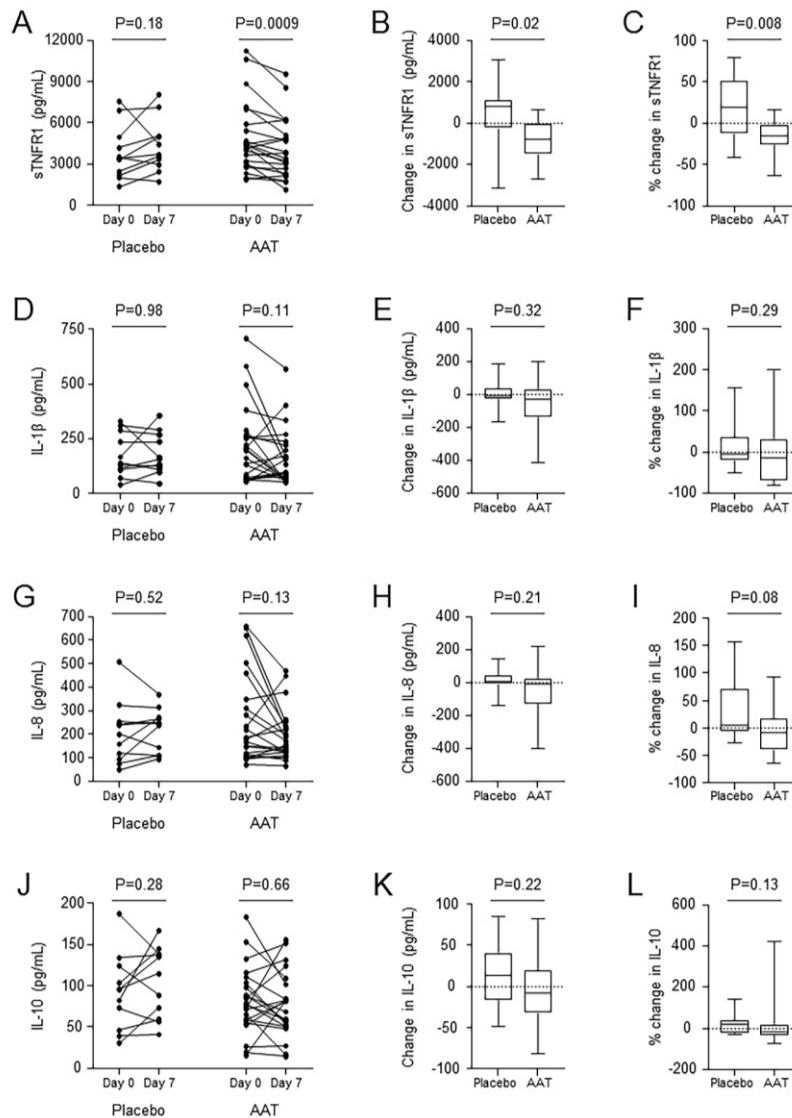 A
P=0.18 P=0.0009
sTNFR1 (pg/mL)
12000
9000
6000
3000
0
Day 0 Day 7 Day 0 Day 7
Placebo AAT
B
P=0.02
Change in sTNFR1 (pg/mL)
4000
2000
0
-2000
-4000
Placebo AAT
C
P=0.008
% change in sTNFR1
100
50
0
-50
-100
Placebo AAT
D
P=0.98 P=0.11
IL-1β (pg/mL)
750
500
250
0
Day 0 Day 7 Day 0 Day 7
Placebo AAT
E
P=0.32
Change in IL-1β (pg/mL)
400
200
0
-200
-400
-600
Placebo AAT
F
P=0.29
% change in IL-1β
300
200
100
0
-100
Placebo AAT
G
P=0.52 P=0.13
IL-8 (pg/mL)
700
600
500
400
300
200
100
0
Day 0 Day 7 Day 0 Day 7
Placebo AAT
H
P=0.21
Change in IL-8 (pg/mL)
400
200
0
-200
-400
-600
Placebo AAT
I
P=0.08
% change in IL-8
200
150
100
50
0
-50
-100
Placebo AAT
J
P=0.28 P=0.66
IL-10 (pg/mL)
200
150
100
50
0
Day 0 Day 7 Day 0 Day 7
Placebo AAT
K
P=0.22
Change in IL-10 (pg/mL)
100
50
0
-50
-100
Placebo AAT
L
P=0.13
% change in IL-10
600
400
200
0
-200
Placebo AAT